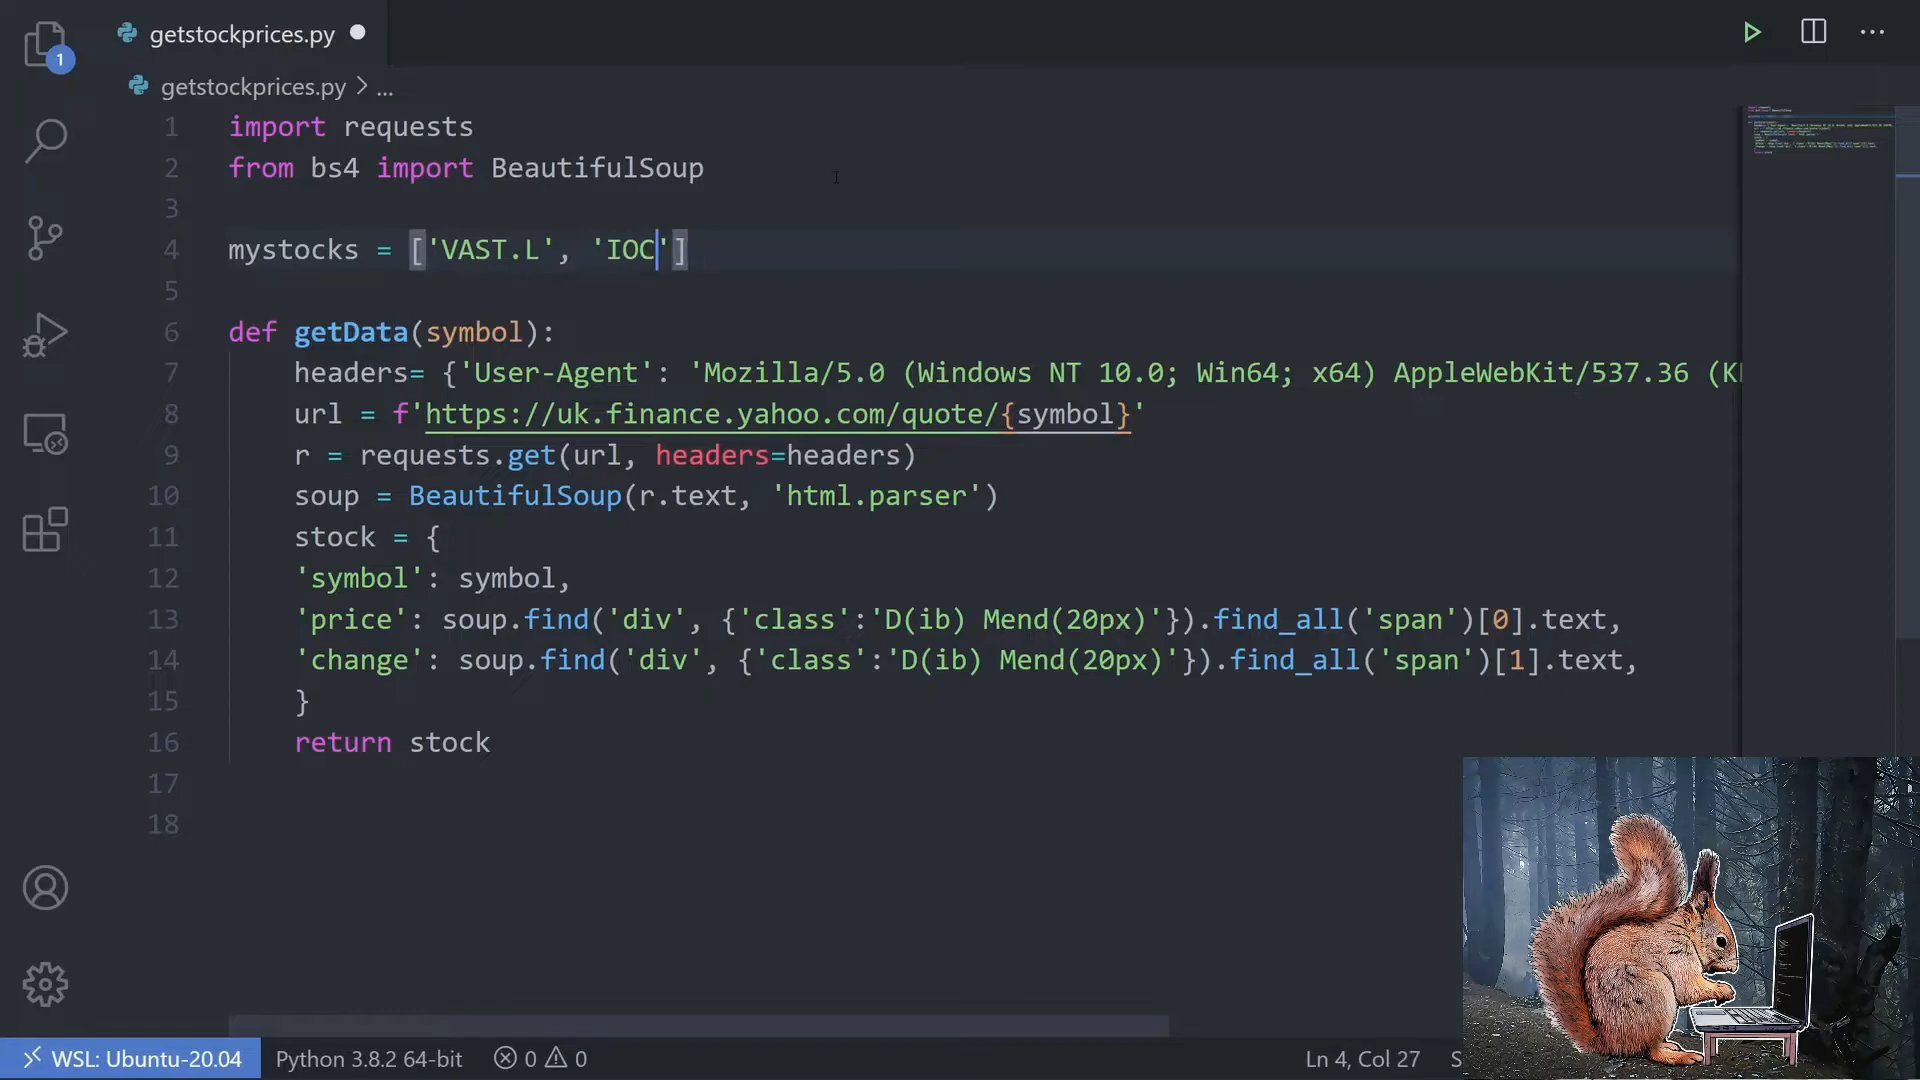 getstockprices.py
1
getstockprices.py > ...
1 import requests
2 from bs4 import BeautifulSoup
3
4 mystocks = ['VAST.L', 'IOC']
5
6 def getData(symbol):
7 headers= {'User-Agent': 'Mozilla/5.0 (Windows NT 10.0; Win64; x64) AppleWebKit/537.36 (K
8 url = f'https://uk.finance.yahoo.com/quote/{symbol}'
9 r = requests.get(url, headers=headers)
10 soup = BeautifulSoup(r.text, 'html.parser')
11 stock = {
12 'symbol': symbol,
13 'price': soup.find('div', {'class':'D(ib) Mend(20px)'}).find_all('span')[0].text,
14 'change': soup.find('div', {'class':'D(ib) Mend(20px)'}).find_all('span')[1].text,
15 }
16 return stock
17
18
WSL: Ubuntu-20.04 Python 3.8.2 64-bit 0 0 Ln 4, Col 27 S